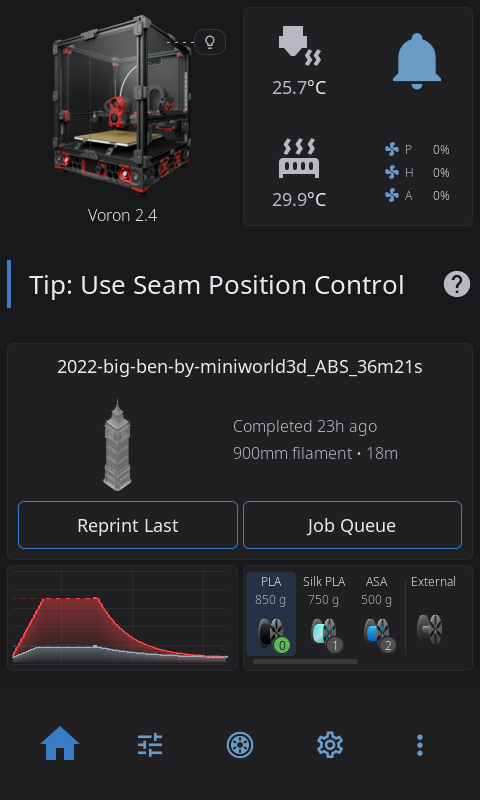 Voron 2.4
25.7°C
29.9°C
P 0%
H 0%
A 0%
Tip: Use Seam Position Control
?
2022-big-ben-by-miniworld3d_ABS_36m21s
Completed 23h ago
900mm filament • 18m
Reprint Last
Job Queue
PLA
850 g
0
Silk PLA
750 g
1
ASA
500 g
2
External